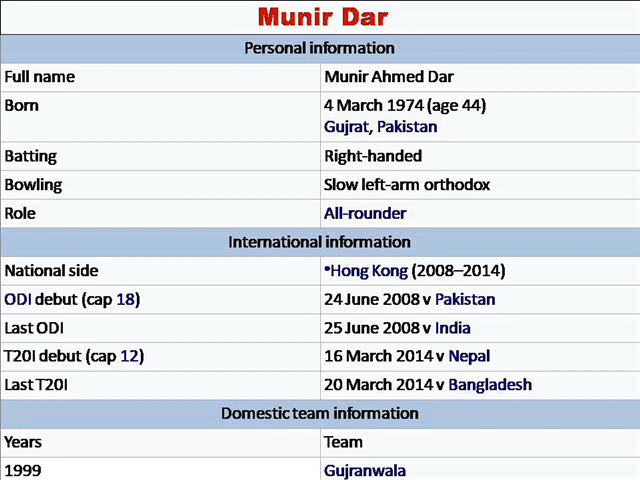 Munir Dar
Personal information
Full name Munir Ahmed Dar
Born 4 March 1974 (age 44)
Gujrat, Pakistan
Batting Right-handed
Bowling Slow left-arm orthodox
Role All-rounder
International information
National side •Hong Kong (2008–2014)
ODI debut (cap 18) 24 June 2008 v Pakistan
Last ODI 25 June 2008 v India
T20I debut (cap 12) 16 March 2014 v Nepal
Last T20I 20 March 2014 v Bangladesh
Domestic team information
Years Team
1999 Gujranwala